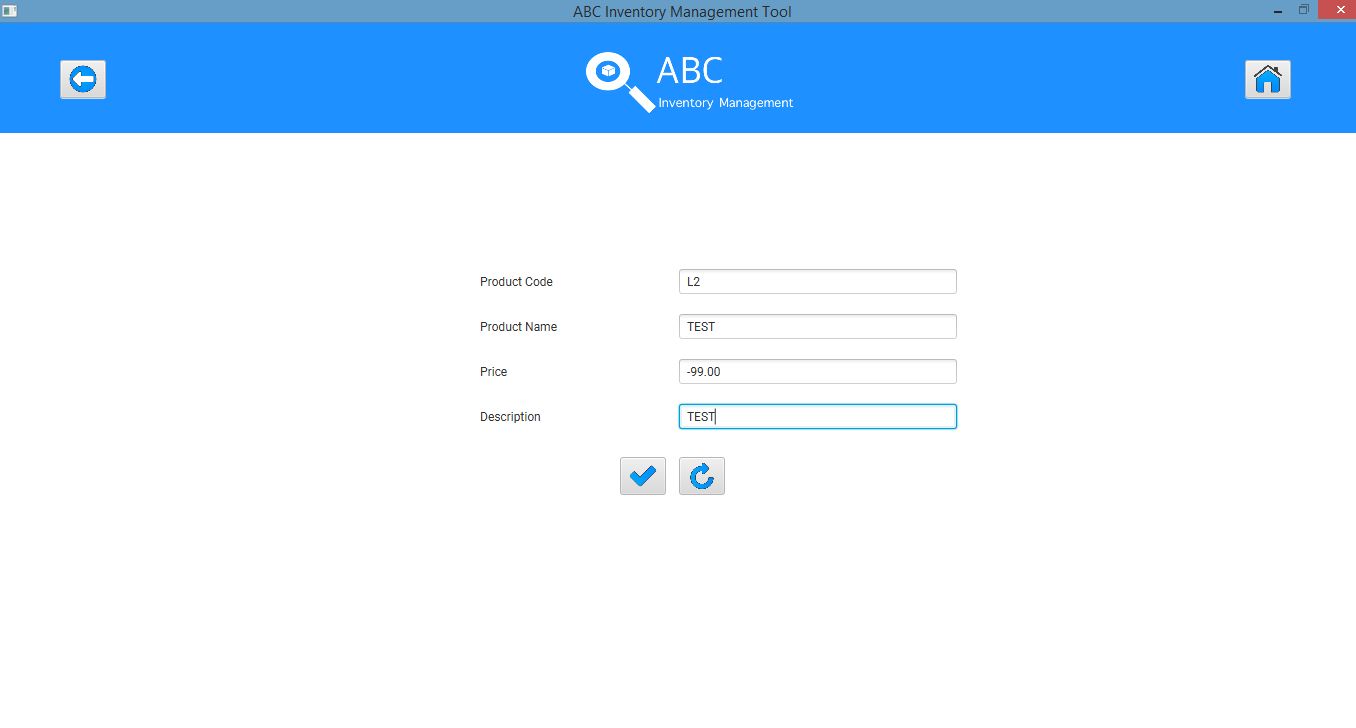 ABC Inventory Management Tool
ABC
Inventory Management
Product Code L2
Product Name TEST
Price -99.00
Description TEST